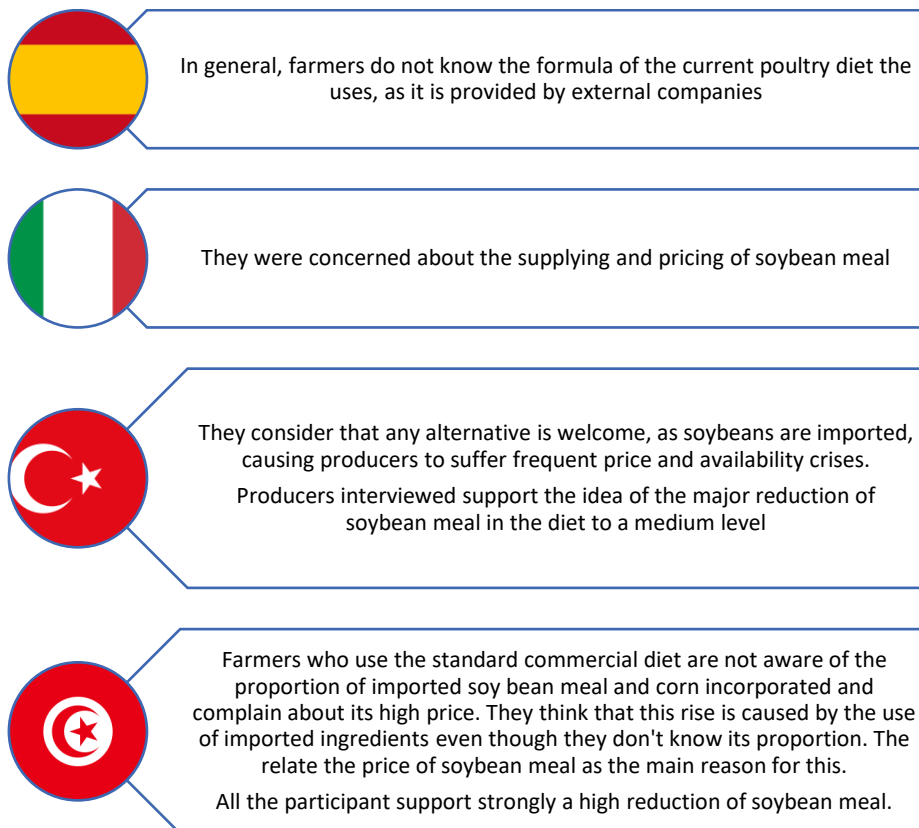 In general, farmers do not know the formula of the current poultry diet the
uses, as it is provided by external companies
They were concerned about the supplying and pricing of soybean meal
They consider that any alternative is welcome, as soybeans are imported,
causing producers to suffer frequent price and availability crises.
Producers interviewed support the idea of the major reduction of
soybean meal in the diet to a medium level
Farmers who use the standard commercial diet are not aware of the
proportion of imported soy bean meal and corn incorporated and
complain about its high price. They think that this rise is caused by the use
of imported ingredients even though they don't know its proportion. The
relate the price of soybean meal as the main reason for this.
All the participant support strongly a high reduction of soybean meal.